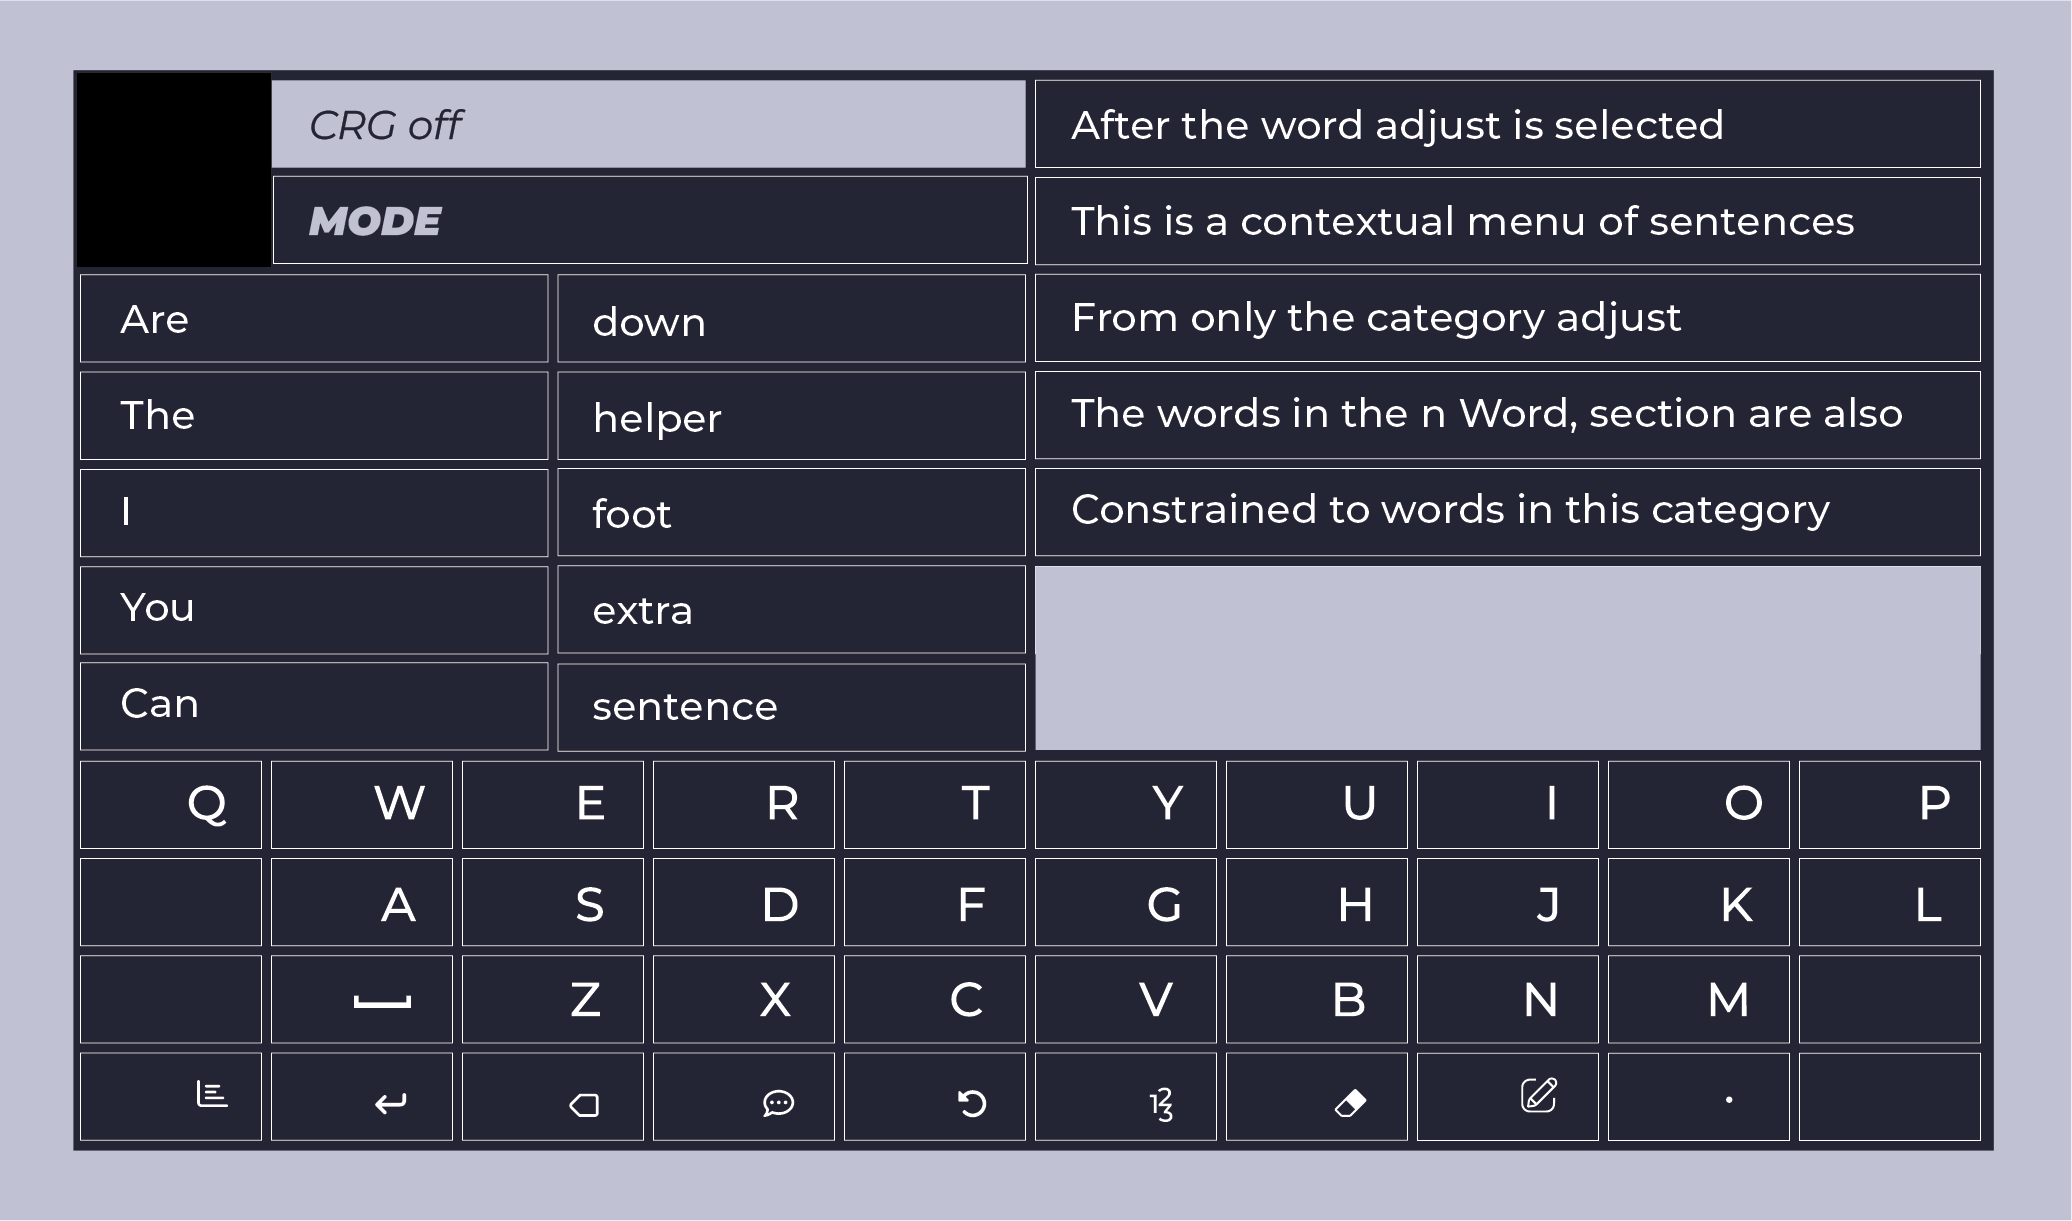 CRG off
MODE
After the word adjust is selected
This is a contextual menu of sentences
From only the category adjust
The words in the n Word, section are also
Constrained to words in this category
Are
down
The
helper
I
foot
You
extra
Can
sentence
Q W E R T Y U I O P
A S D F G H J K L
Z X C V B N M
123 .